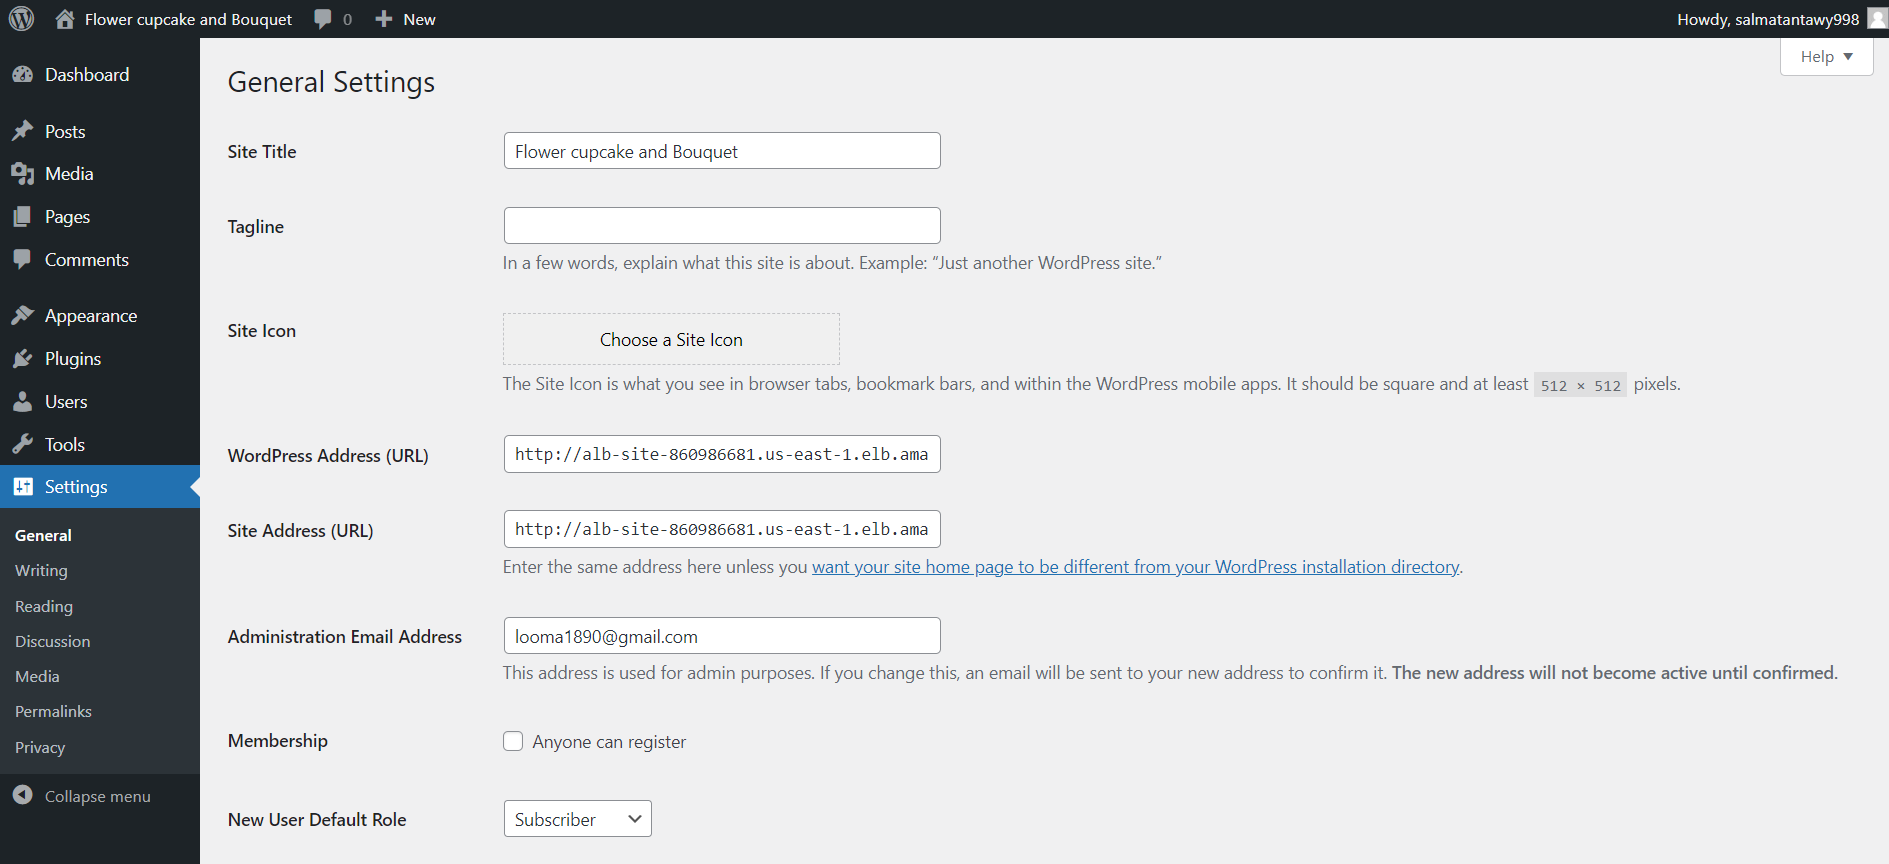 Flower cupcake and Bouquet 0 New Howdy, salmatantawy998
Help
Dashboard
Posts
Media
Pages
Comments
Appearance
Plugins
Users
Tools
Settings
General
Writing
Reading
Discussion
Media
Permalinks
Privacy
Collapse menu
General Settings
Site Title Flower cupcake and Bouquet
Tagline
In a few words, explain what this site is about. Example: “Just another WordPress site.”
Site Icon Choose a Site Icon
The Site Icon is what you see in browser tabs, bookmark bars, and within the WordPress mobile apps. It should be square and at least 512 × 512 pixels.
WordPress Address (URL) http://alb-site-860986681.us-east-1.elb.ama
Site Address (URL) http://alb-site-860986681.us-east-1.elb.ama
Enter the same address here unless you want your site home page to be different from your WordPress installation directory.
Administration Email Address looma1890@gmail.com
This address is used for admin purposes. If you change this, an email will be sent to your new address to confirm it. The new address will not become active until confirmed.
Membership Anyone can register
New User Default Role Subscriber